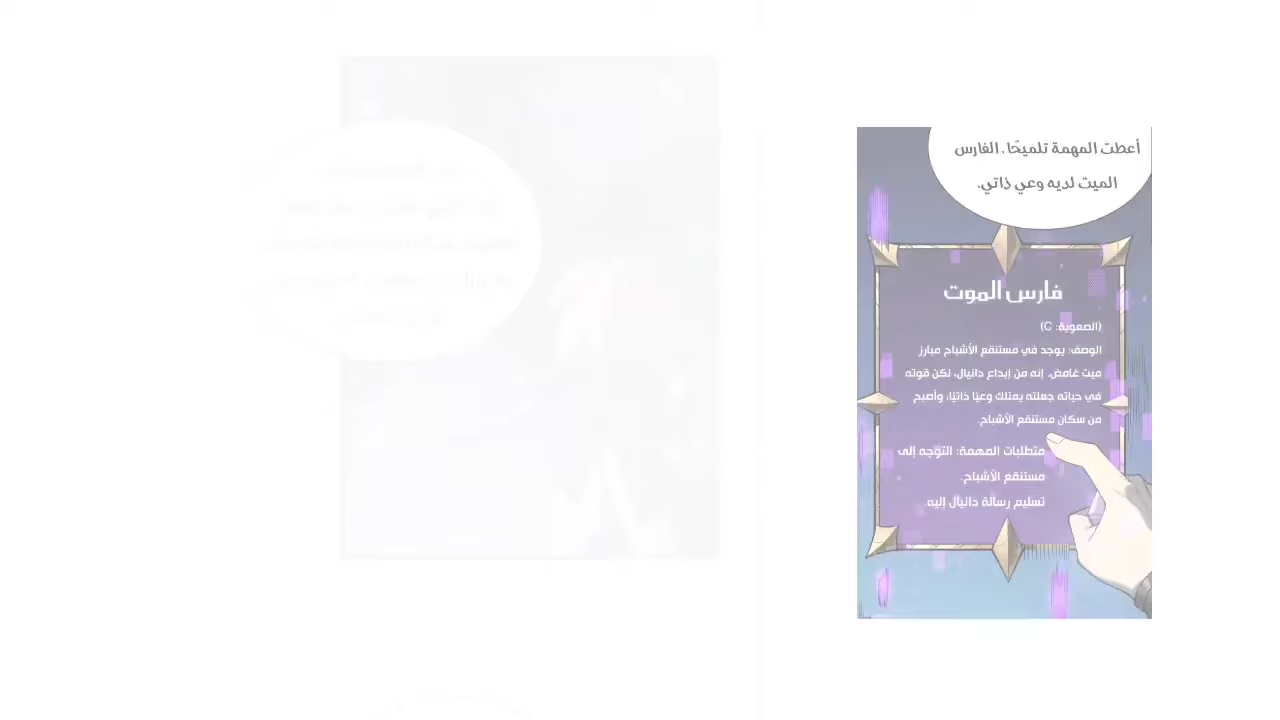 أعطت المهمة تلميحًا. الفارس
الميت لديه وعي ذاتي.
فارس الموت
(الصعوبة: C)
الوصف: يوجد في مستنقع الأشباح مبارز
ميت غامض. إنه من إبداع دانيال، لكن قوته
في حياته جعلته يمتلك وعيًا ذاتيًا، وأصبح
من سكان مستنقع الأشباح.
متطلبات المهمة: التوجه إلى
مستنقع الأشباح.
تسليم رسالة دانيال إليه.